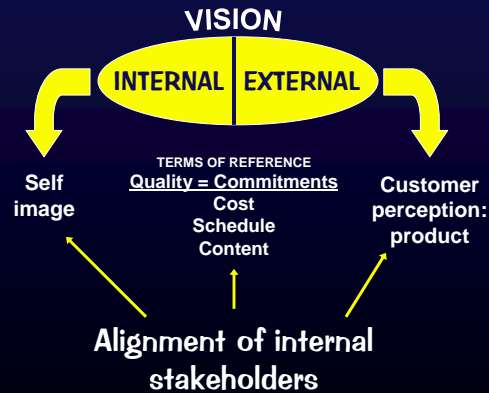 VISION
INTERNAL EXTERNAL
TERMS OF REFERENCE
Quality = Commitments
Cost
Schedule
Content
Self
image
Customer
perception:
product
Alignment of internal
stakeholders